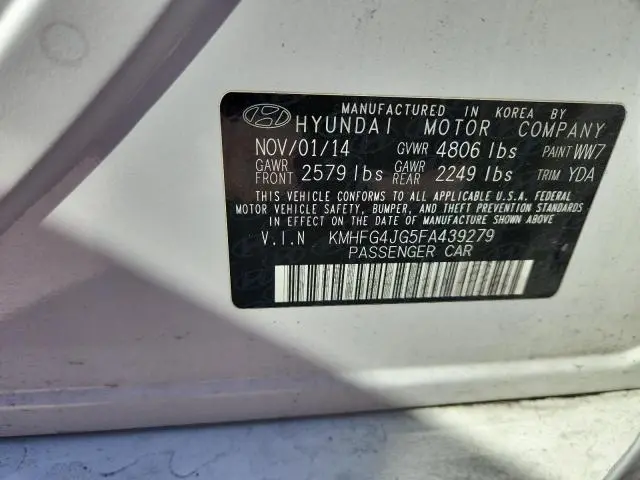 MANUFACTURED IN KOREA BY
HYUNDAI MOTOR COMPANY
NOV/01/14 GVWR 4806 lbs PAINT WW7
GAWR FRONT 2579 lbs GAWR REAR 2249 lbs TRIM YDA
THIS VEHICLE CONFORMS TO ALL APPLICABLE U.S.A. FEDERAL
MOTOR VEHICLE SAFETY, BUMPER, AND THEFT PREVENTION STANDARDS
IN EFFECT ON THE DATE OF MANUFACTURE SHOWN ABOVE.
V.I.N KMHFG4JG5FA439279
PASSENGER CAR